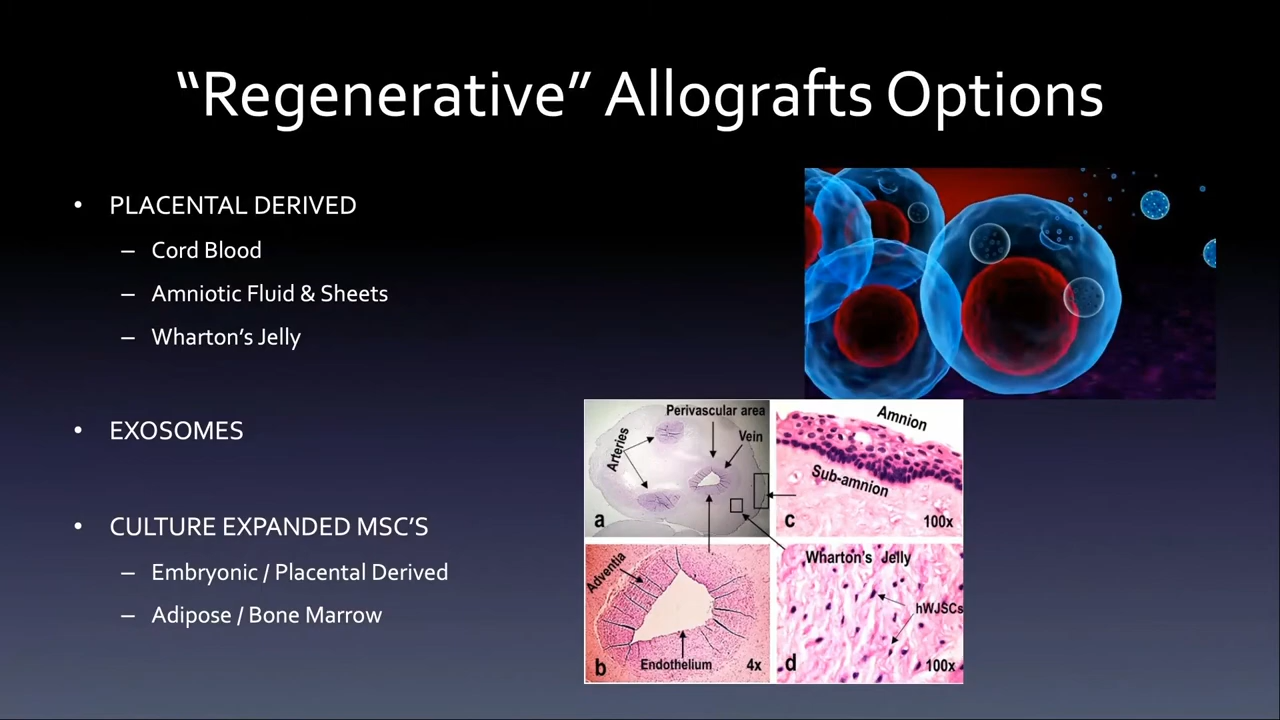 “Regenerative” Allografts Options
• PLACENTAL DERIVED
– Cord Blood
– Amniotic Fluid & Sheets
– Wharton’s Jelly
• EXOSOMES
• CULTURE EXPANDED MSC’S
– Embryonic / Placental Derived
– Adipose / Bone Marrow
Perivascular area
Arteries
Vein
a
Amnion
Sub-amnion
c
100x
Adventia
Endothelium
b
4x
Wharton's Jelly
hWJSCs
d
100x